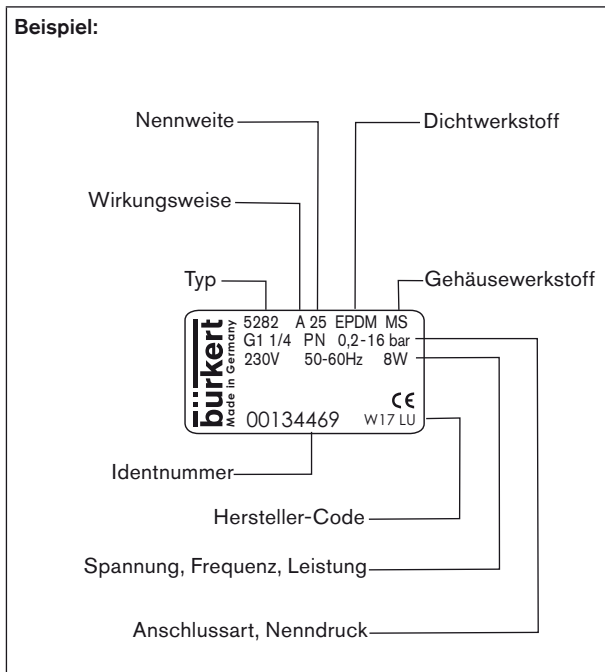 Beispiel:
Nennweite
Dichtwerkstoff
Wirkungsweise
Typ
Gehäusewerkstoff
bürkert
Made in Germany
5282 A 25 EPDM MS
G1 1/4 PN 0,2-16 bar
230V 50-60Hz 8W
CE
00134469 W17 LU
Identnummer
Hersteller-Code
Spannung, Frequenz, Leistung
Anschlussart, Nenndruck